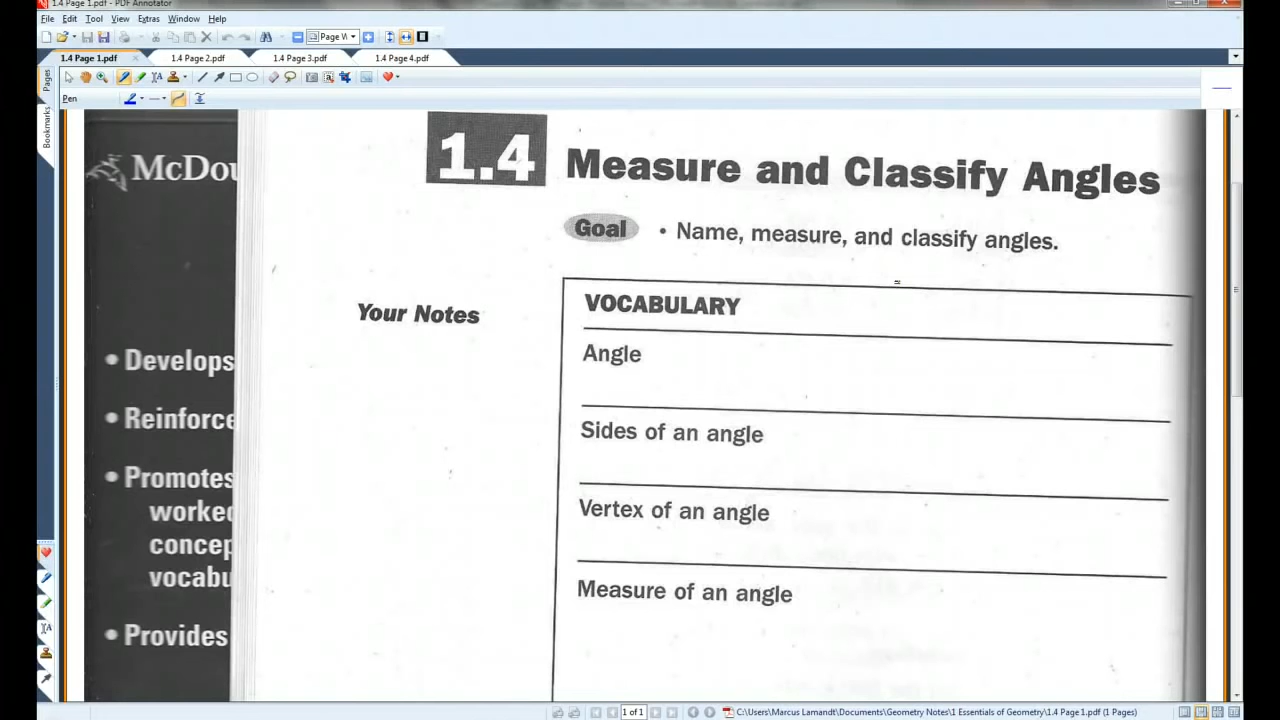 1.4 Page 1.pdf - PDF Annotator
File Edit Tool View Extras Window Help
Page W
1.4 Page 1.pdf 1.4 Page 2.pdf 1.4 Page 3.pdf 1.4 Page 4.pdf
Pen
Pages
Bookmarks
McDou
• Develops
• Reinforce
• Promotes
worked
concep
vocabu
• Provides
1.4 Measure and Classify Angles
Goal • Name, measure, and classify angles.
Your Notes
VOCABULARY
Angle
Sides of an angle
Vertex of an angle
Measure of an angle
1 of 1
C:\Users\Marcus Lamandt\Documents\Geometry Notes\1 Essentials of Geometry\1.4 Page 1.pdf (1 Pages)